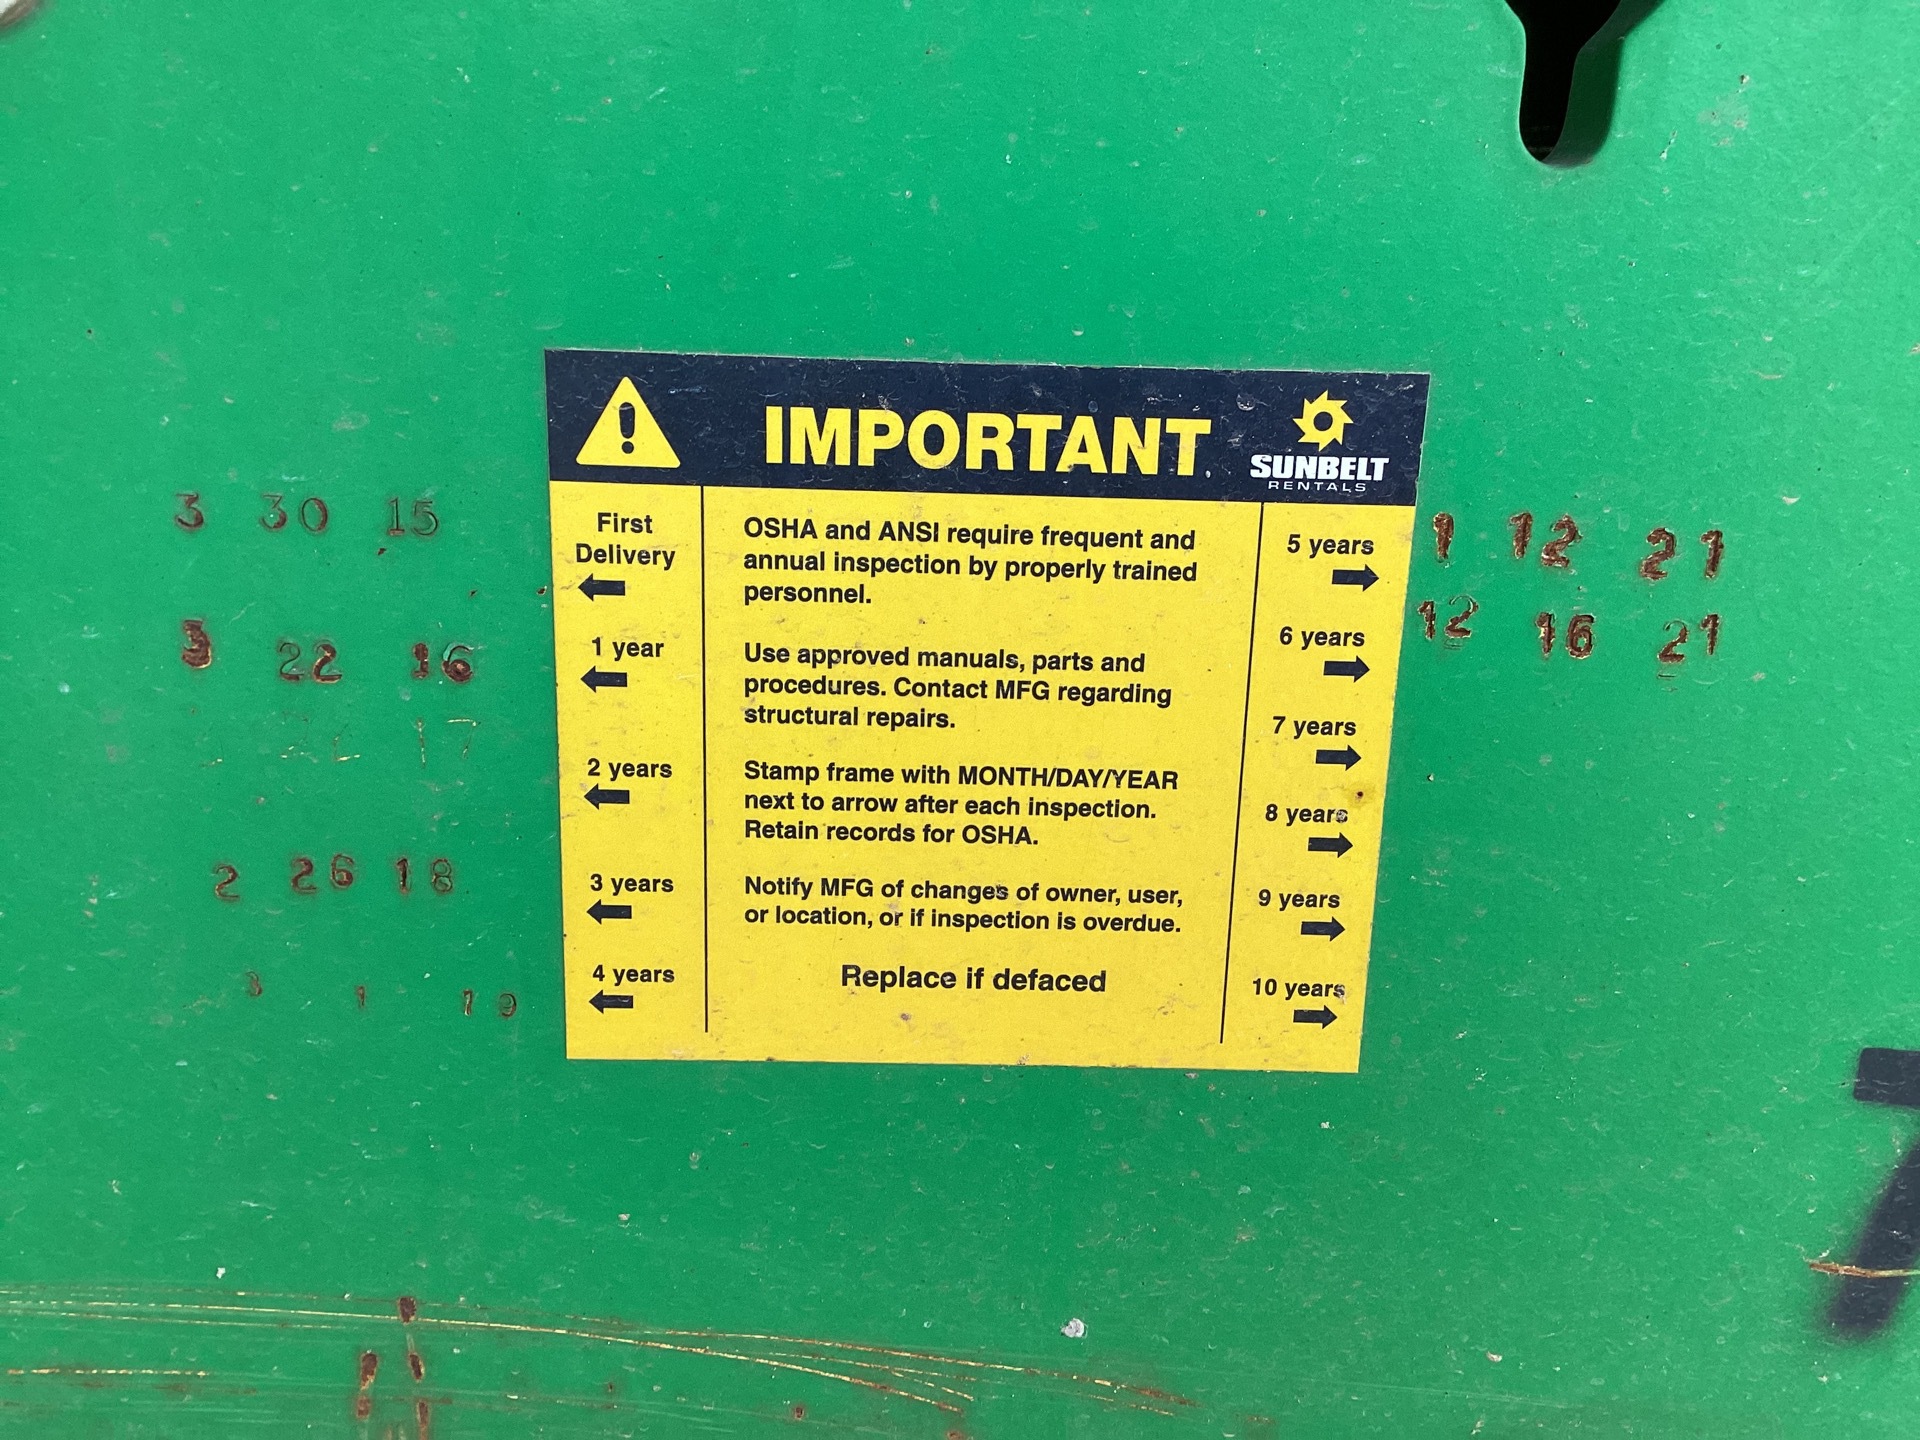 IMPORTANT
SUNBELT
RENTALS
3 30 15
First
Delivery
3 22 16
1 year
17
2 years
2 26 18
3 years
3 1 19
4 years
OSHA and ANSI require frequent and
annual inspection by properly trained
personnel.
Use approved manuals, parts and
procedures. Contact MFG regarding
structural repairs.
Stamp frame with MONTH/DAY/YEAR
next to arrow after each inspection.
Retain records for OSHA.
Notify MFG of changes of owner, user,
or location, or if inspection is overdue.
Replace if defaced
5 years
1 12 21
6 years
12 16 21
7 years
8 years
9 years
10 years